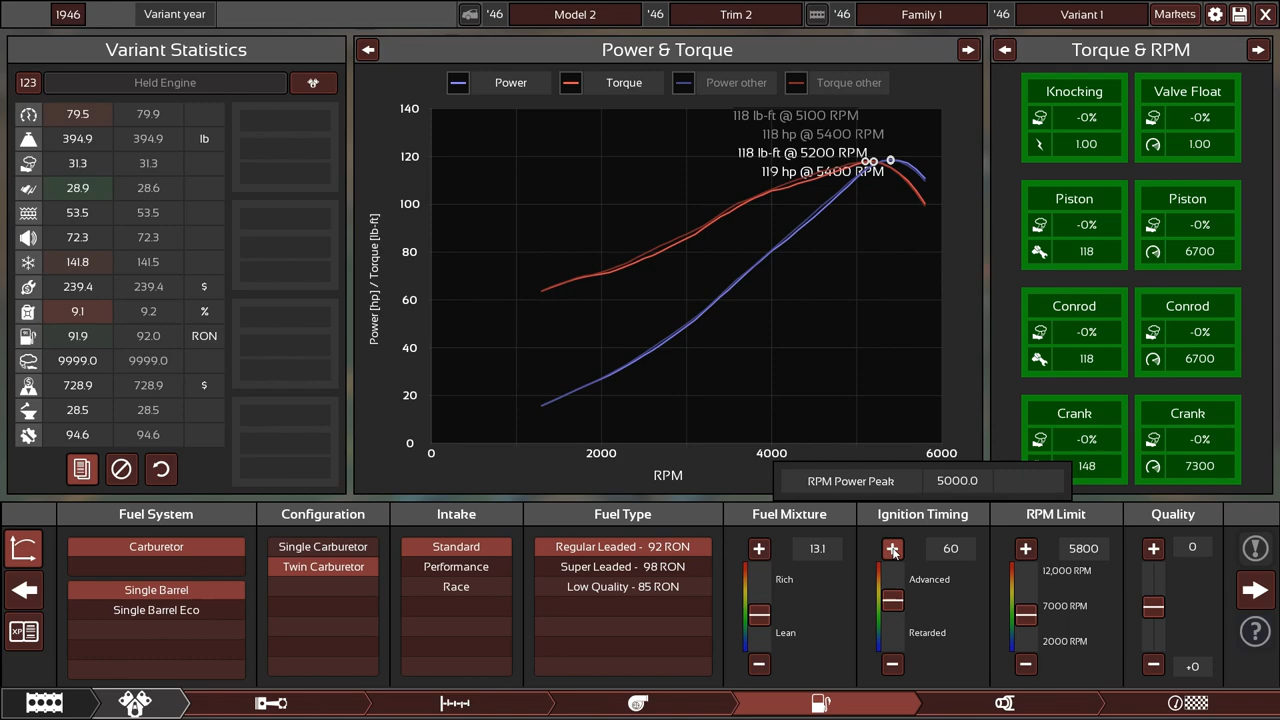 1946
Variant year
'46
Model 2
'46
Trim 2
'46
Family 1
'46
Variant 1
Markets
Variant Statistics
123
Held Engine
79.5 79.9
394.9 394.9 lb
31.3 31.3
28.9 28.6
53.5 53.5
72.3 72.3
141.8 141.5
239.4 239.4 $
9.1 9.2 %
91.9 92.0 RON
9999.0 9999.0
728.9 728.9 $
28.5 28.5
94.6 94.6
Power & Torque
Power
Torque
Power other
Torque other
Power [hp] / Torque [lb-ft]
140
120
100
80
60
40
20
0
118 lb-ft @ 5100 RPM
118 hp @ 5400 RPM
118 lb-ft @ 5200 RPM
119 hp @ 5400 RPM
0 2000 4000 6000
RPM
RPM Power Peak 5000.0
Torque & RPM
Knocking
-0%
1.00
Valve Float
-0%
1.00
Piston
-0%
118
Piston
-0%
6700
Conrod
-0%
118
Conrod
-0%
6700
Crank
-0%
148
Crank
-0%
7300
Fuel System
Carburetor
Single Barrel
Single Barrel Eco
Configuration
Single Carburetor
Twin Carburetor
Intake
Standard
Performance
Race
Fuel Type
Regular Leaded - 92 RON
Super Leaded - 98 RON
Low Quality - 85 RON
Fuel Mixture
13.1
Rich
Lean
Ignition Timing
60
Advanced
Retarded
RPM Limit
5800
12,000 RPM
7000 RPM
2000 RPM
Quality
0
+0
XP